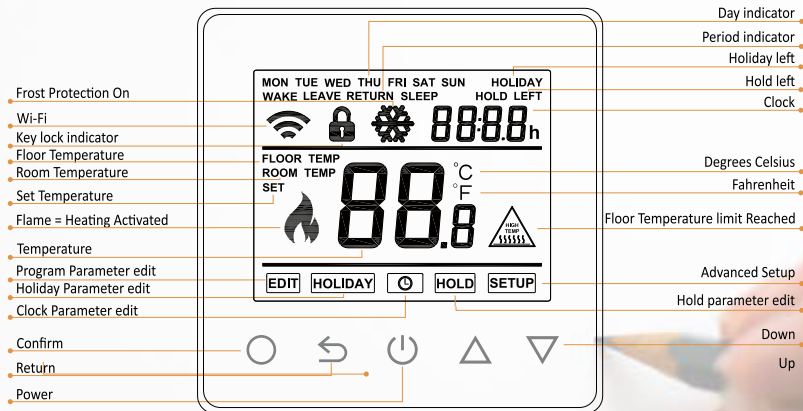 Day indicator
Period indicator
Holiday left
Hold left
Clock
Degrees Celsius
Fahrenheit
Floor Temperature limit Reached
Advanced Setup
Hold parameter edit
Down
Up
Frost Protection On
Wi-Fi
Key lock indicator
Floor Temperature
Room Temperature
Set Temperature
Flame = Heating Activated
Temperature
Program Parameter edit
Holiday Parameter edit
Clock Parameter edit
Confirm
Return
Power
MON TUE WED THU FRI SAT SUN HOLIDAY
WAKE LEAVE RETURN SLEEP HOLD LEFT
88:8.8h
FLOOR TEMP
ROOM TEMP
SET
88.8
°C
°F
HIGH
TEMP
EDIT HOLIDAY HOLD SETUP